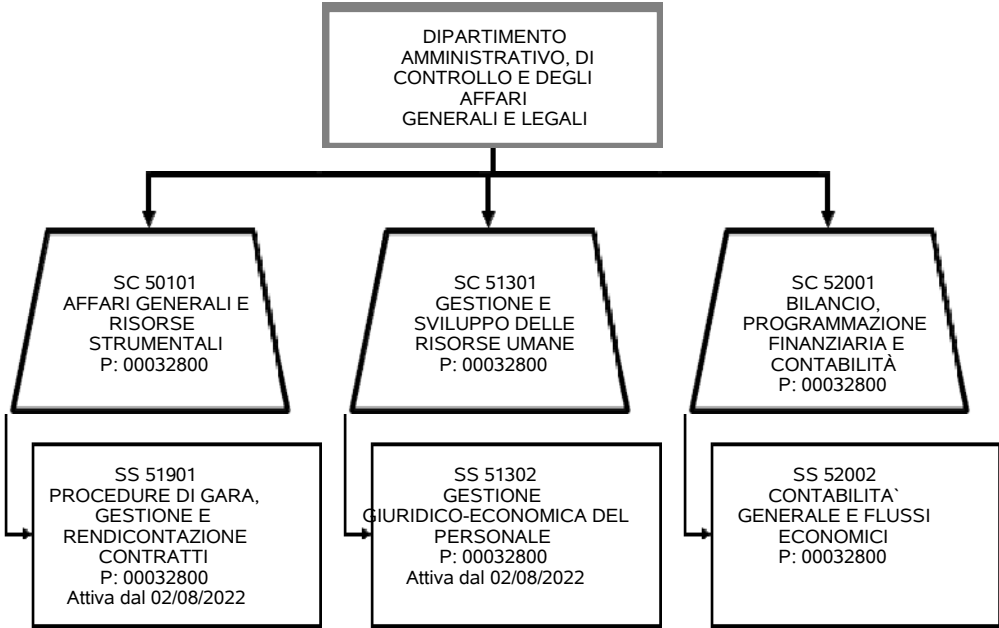 DIPARTIMENTO
AMMINISTRATIVO, DI
CONTROLLO E DEGLI
AFFARI
GENERALI E LEGALI
SC 50101
AFFARI GENERALI E
RISORSE
STRUMENTALI
P: 00032800
SC 51301
GESTIONE E
SVILUPPO DELLE
RISORSE UMANE
P: 00032800
SC 52001
BILANCIO,
PROGRAMMAZIONE
FINANZIARIA E
CONTABILITÀ
P: 00032800
SS 51901
PROCEDURE DI GARA,
GESTIONE E
RENDICONTAZIONE
CONTRATTI
P: 00032800
Attiva dal 02/08/2022
SS 51302
GESTIONE
GIURIDICO-ECONOMICA DEL
PERSONALE
P: 00032800
Attiva dal 02/08/2022
SS 52002
CONTABILITA`
GENERALE E FLUSSI
ECONOMICI
P: 00032800